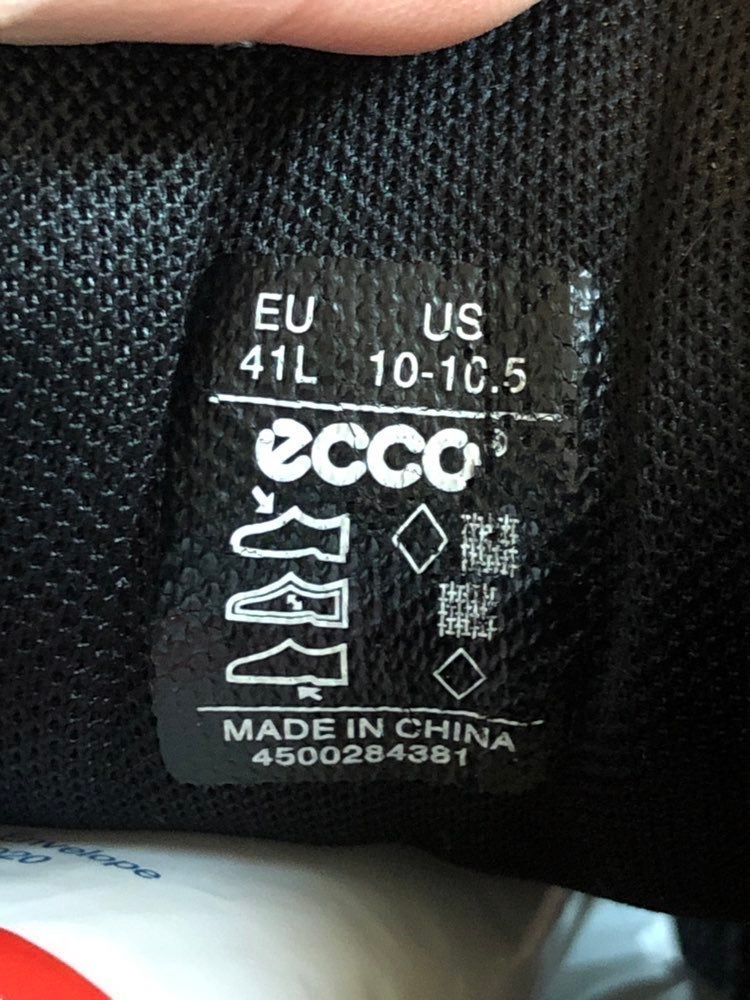 EU US
41L 10-10.5
ecco®
MADE IN CHINA
4500284381